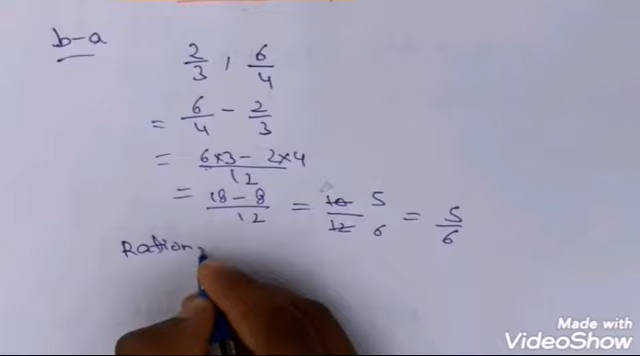 b-a
2/3, 6/4
= 6/4 - 2/3
= 6×3 - 2×4/12
= 18-8/12 = 10/12 5/6 = 5/6
Ration
Made with
VideoShow